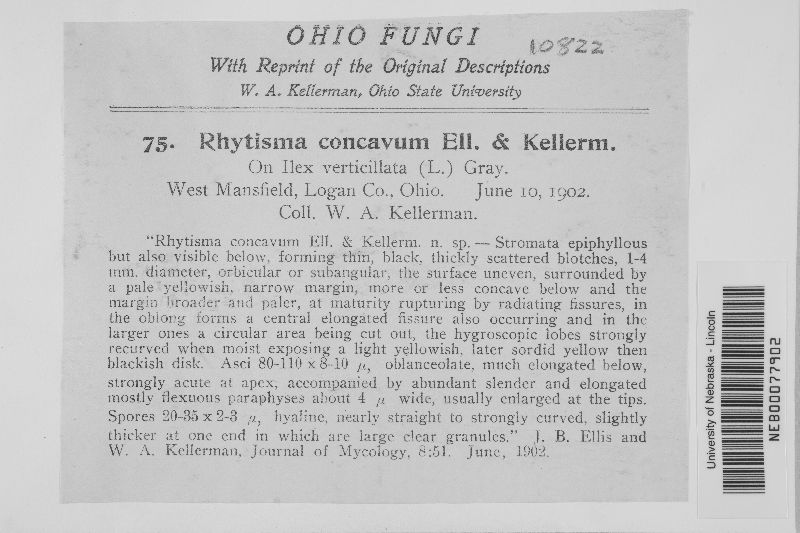 OHIO FUNGI
10822
With Reprint of the Original Descriptions
W. A. Kellerman, Ohio State University
75. Rhytisma concavum Ell. & Kellerm.
On Ilex verticillata (L.) Gray.
West Mansfield, Logan Co., Ohio. June 10, 1902.
Coll. W. A. Kellerman.
"Rhytisma concavum Ell. & Kellerm. n. sp. — Stromata epiphyllous
but also visible below, forming thin, black, thickly scattered blotches, 1-4
mm. diameter, orbicular or subangular, the surface uneven, surrounded by
a pale yellowish, narrow margin, more or less concave below and the
margin broader and paler, at maturity rupturing by radiating fissures, in
the oblong forms a central elongated fissure also occurring and in the
larger ones a circular area being cut out, the hygroscopic lobes strongly
recurved when moist exposing a light yellowish, later sordid yellow then
blackish disk. Asci 80-110 x 8-10 µ, oblanceolate, much elongated below,
strongly acute at apex, accompanied by abundant slender and elongated
mostly flexuous paraphyses about 4 µ wide, usually enlarged at the tips.
Spores 20-35 x 2-3 µ, hyaline, nearly straight to strongly curved, slightly
thicker at one end in which are large clear granules." J. B. Ellis and
W. A. Kellerman, Journal of Mycology, 8:51. June, 1902.
University of Nebraska - Lincoln
NEB00077902